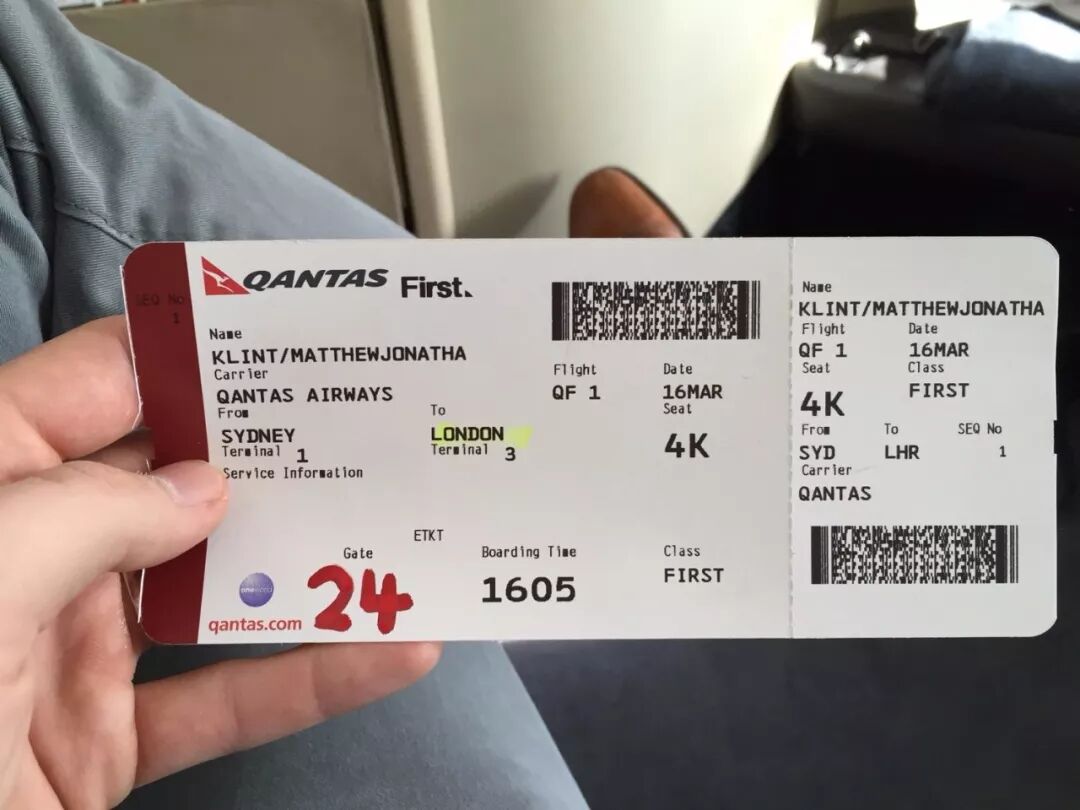 QANTAS First.
SEQ No
1
Name
KLINT/MATTHEWJONATHA
Carrier
QANTAS AIRWAYS
Flight Date
QF 1 16MAR
From To Seat
SYDNEY LONDON 4K
Terminal 1 Terminal 3
Service Information
ETKT
Gate Boarding Time Class
24 1605 FIRST
oneworld
qantas.com
Name
KLINT/MATTHEWJONATHA
Flight Date
QF 1 16MAR
Seat Class
4K FIRST
From To SEQ No
SYD LHR 1
Carrier
QANTAS